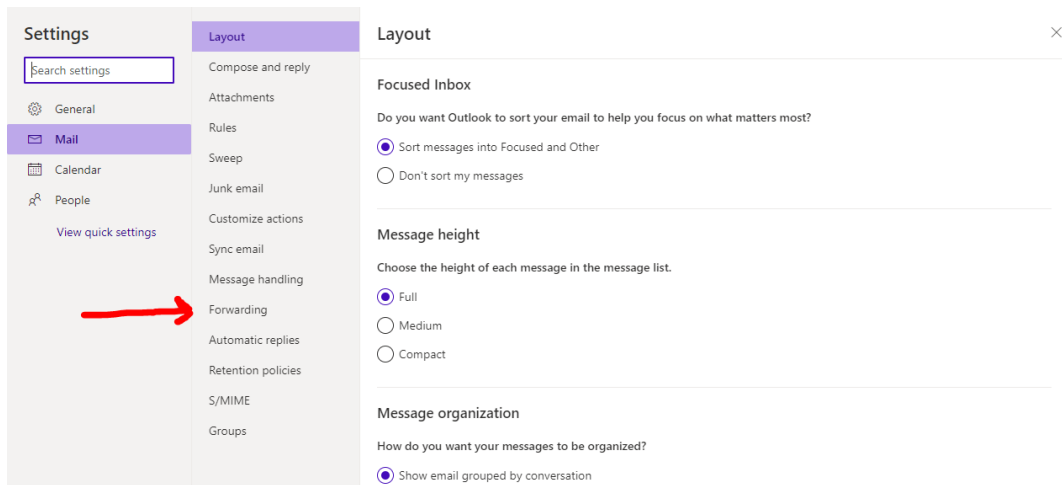 Settings
Search settings
General
Mail
Calendar
People
View quick settings
Layout
Compose and reply
Attachments
Rules
Sweep
Junk email
Customize actions
Sync email
Message handling
Forwarding
Automatic replies
Retention policies
S/MIME
Groups
Layout
Focused Inbox
Do you want Outlook to sort your email to help you focus on what matters most?
Sort messages into Focused and Other
Don't sort my messages
Message height
Choose the height of each message in the message list.
Full
Medium
Compact
Message organization
How do you want your messages to be organized?
Show email grouped by conversation